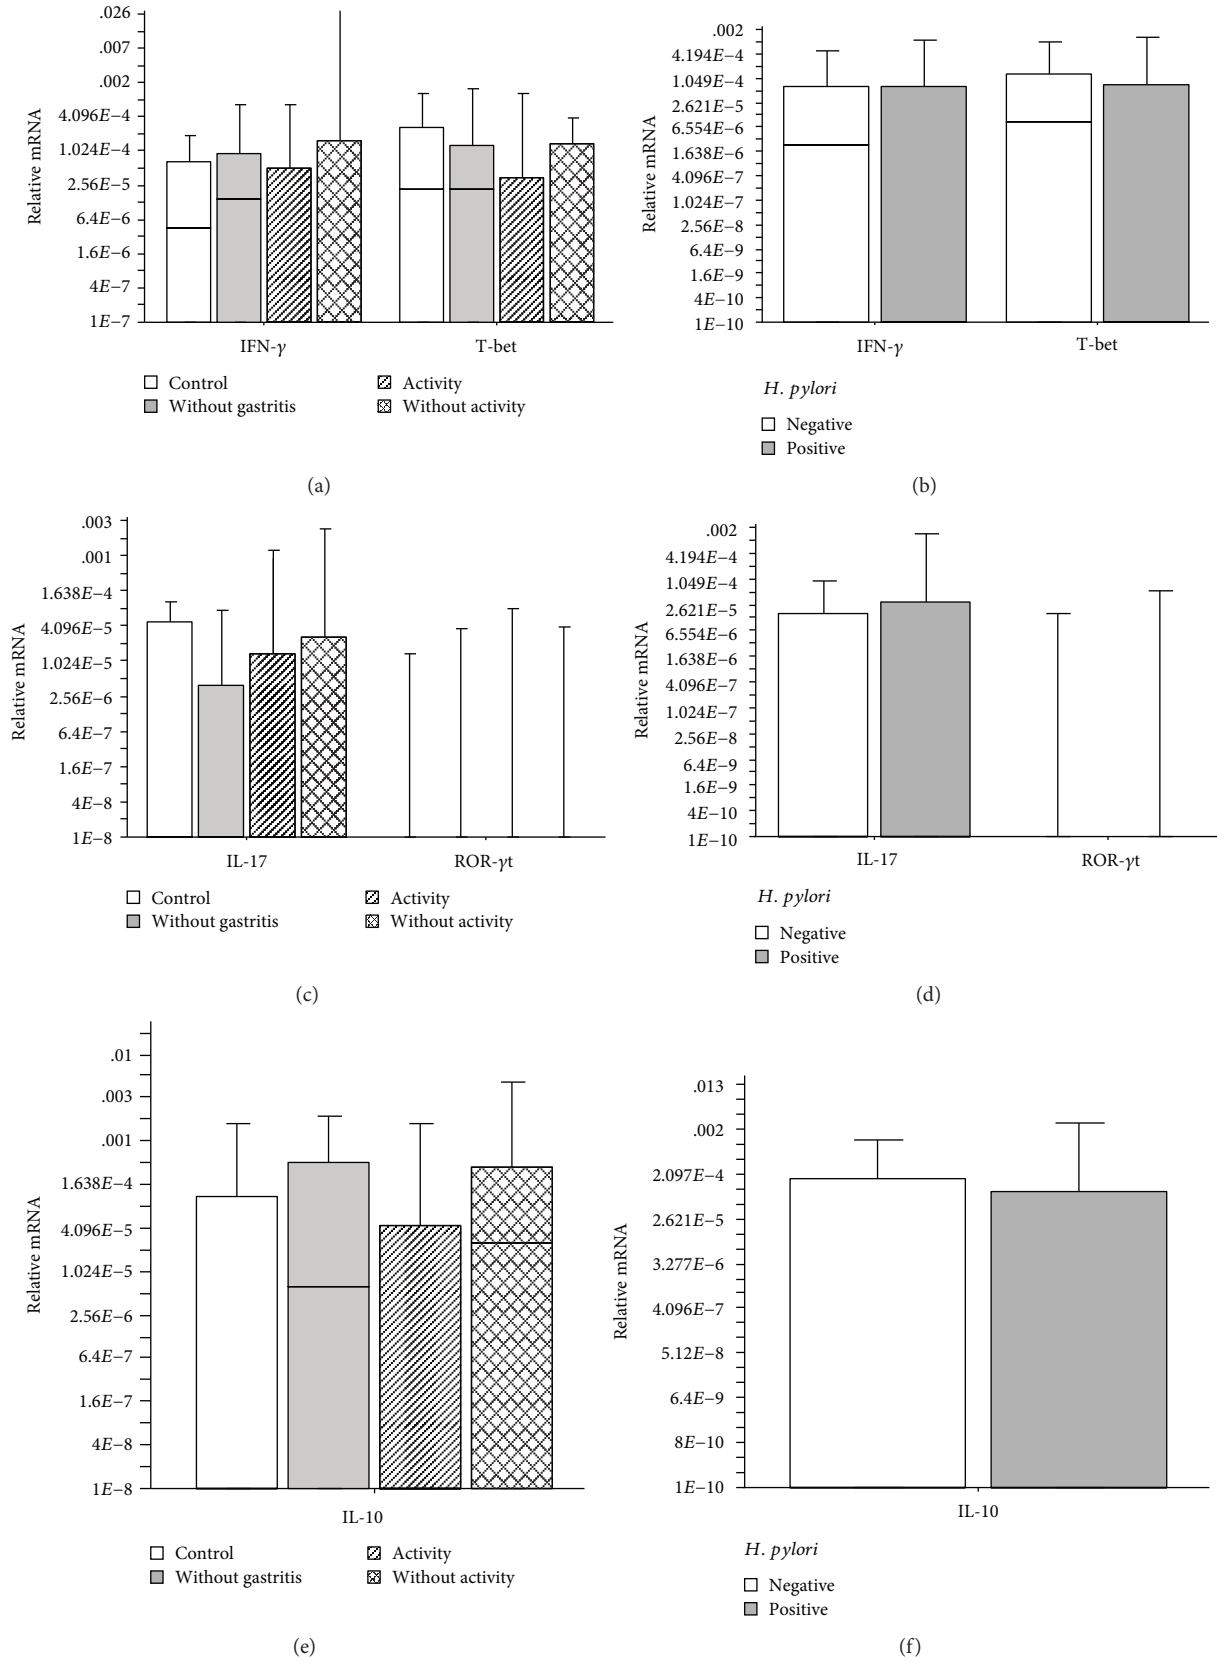 .026
.007
.002
4.096E−4
1.024E−4
2.56E−5
6.4E−6
1.6E−6
4E−7
1E−7
Relative mRNA
IFN-γ T-bet
Control Activity
Without gastritis Without activity
(a)
.002
4.194E−4
1.049E−4
2.621E−5
6.554E−6
1.638E−6
4.096E−7
1.024E−7
2.56E−8
6.4E−9
1.6E−9
4E−10
1E−10
Relative mRNA
IFN-γ T-bet
H. pylori
Negative
Positive
(b)
.003
.001
1.638E−4
4.096E−5
1.024E−5
2.56E−6
6.4E−7
1.6E−7
4E−8
1E−8
Relative mRNA
IL-17 ROR-γt
Control Activity
Without gastritis Without activity
(c)
.002
4.194E−4
1.049E−4
2.621E−5
6.554E−6
1.638E−6
4.096E−7
1.024E−7
2.56E−8
6.4E−9
1.6E−9
4E−10
1E−10
Relative mRNA
IL-17 ROR-γt
H. pylori
Negative
Positive
(d)
.01
.003
.001
1.638E−4
4.096E−5
1.024E−5
2.56E−6
6.4E−7
1.6E−7
4E−8
1E−8
Relative mRNA
IL-10
Control Activity
Without gastritis Without activity
(e)
.013
.002
2.097E−4
2.621E−5
3.277E−6
4.096E−7
5.12E−8
6.4E−9
8E−10
1E−10
Relative mRNA
IL-10
H. pylori
Negative
Positive
(f)